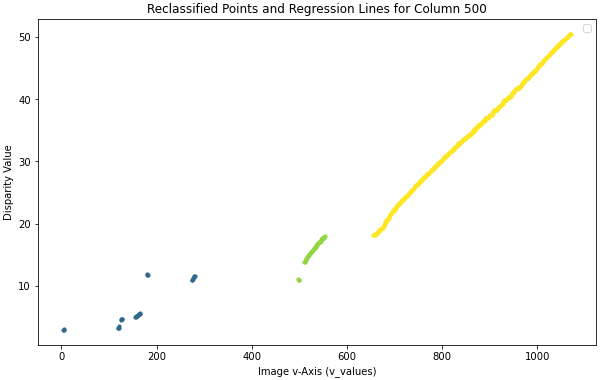 Reclassified Points and Regression Lines for Column 500
50
40
30
20
10
Disparity Value
0 200 400 600 800 1000
Image v-Axis (v_values)